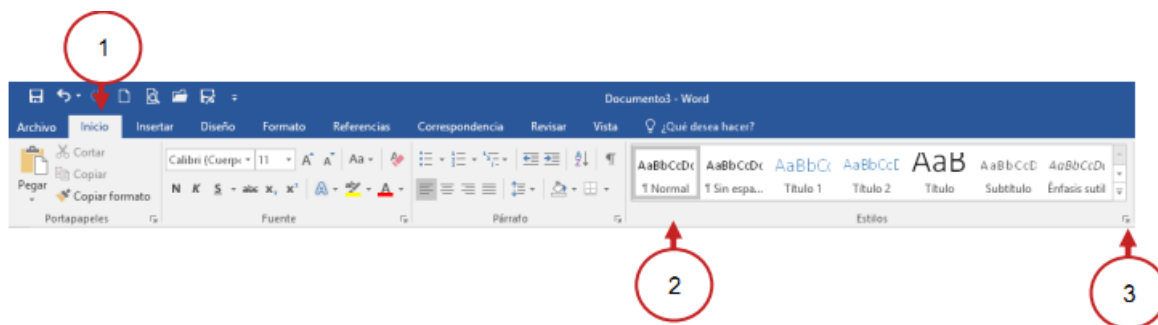 1
Documento3 - Word
Archivo Inicio Insertar Diseño Formato Referencias Correspondencia Revisar Vista ¿Qué desea hacer?
Cortar
Copiar
Copiar formato
Pegar
Portapapeles
Calibri (Cuerpo 11 A A Aa
N K S abc x, x² A A
Fuente
Párrafo
AaBbCcDc AaBbCcDc AaBbCc AaBbCcE AaB AaBbCcD AaBbCcDc
¶ Normal ¶ Sin espa... Título 1 Título 2 Título Subtítulo Énfasis sutil
Estilos
2
3